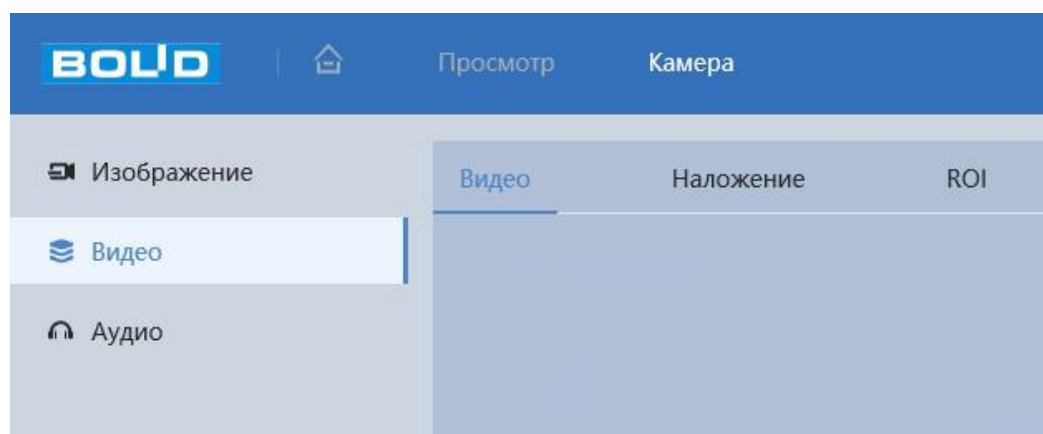 BOLID Просмотр Камера
Изображение
Видео Наложение ROI
Видео
Аудио